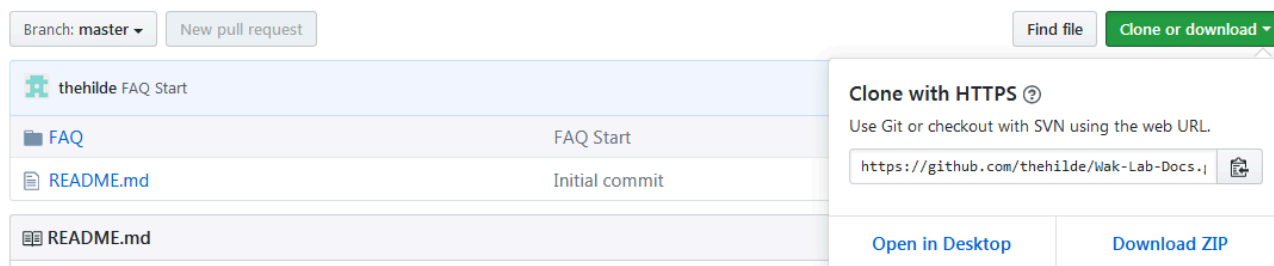 Branch: master New pull request Find file Clone or download
thehilde FAQ Start
FAQ FAQ Start
README.md Initial commit
README.md
Clone with HTTPS
Use Git or checkout with SVN using the web URL.
https://github.com/thehilde/Wak-Lab-Docs.
Open in Desktop Download ZIP